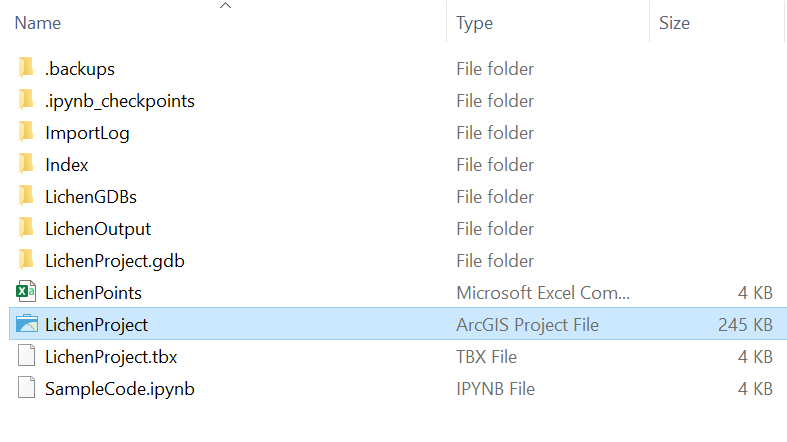 Name Type Size
.backups File folder
.ipynb_checkpoints File folder
ImportLog File folder
Index File folder
LichenGDBs File folder
LichenOutput File folder
LichenProject.gdb File folder
LichenPoints Microsoft Excel Com... 4 KB
LichenProject ArcGIS Project File 245 KB
LichenProject.tbx TBX File 4 KB
SampleCode.ipynb IPYNB File 4 KB